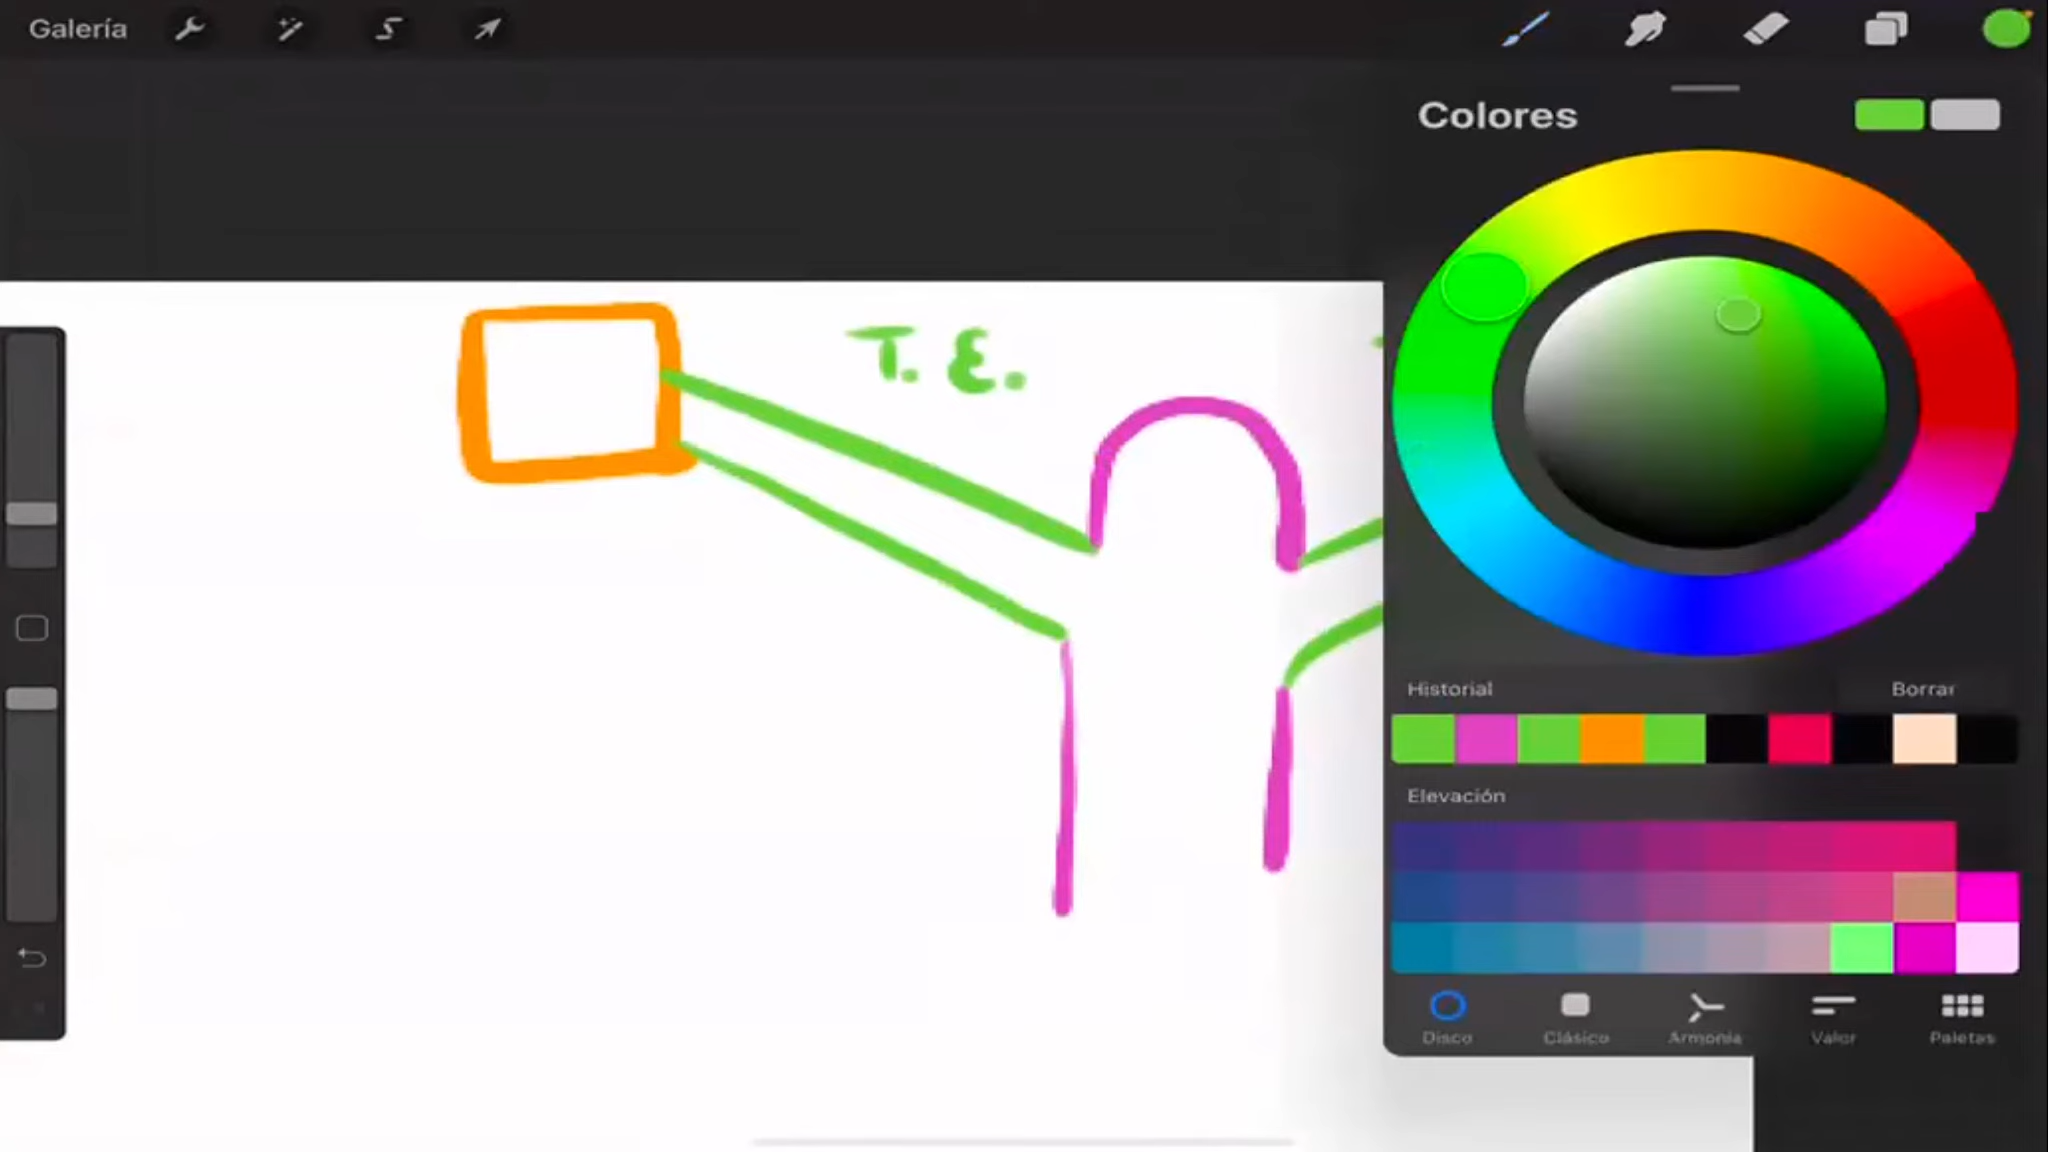 Galería
Colores
T. E.
Historial Borrar
Elevación
Disco Clásico Armonía Valor Paletas